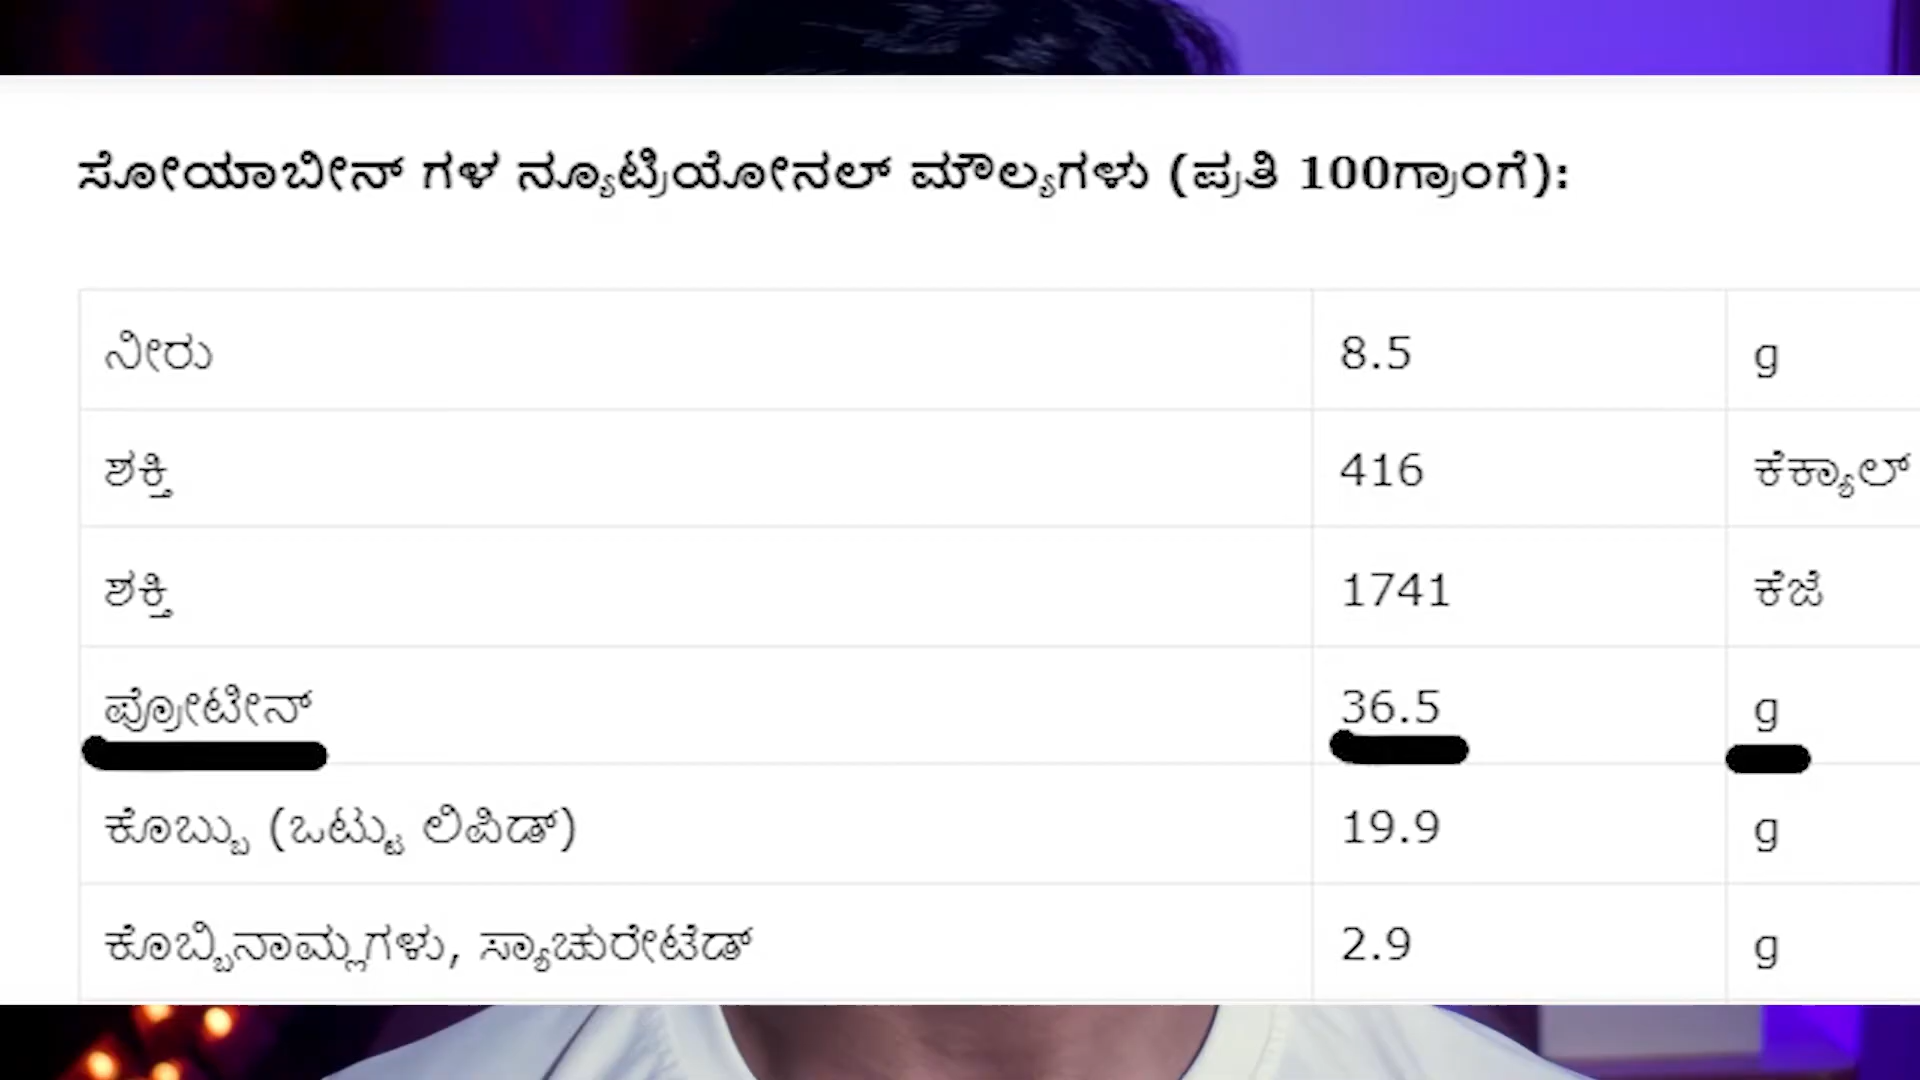 ಸೋಯಾಬೀನ್ ಗಳ ನ್ಯೂಟ್ರಿಯೋನಲ್ ಮೌಲ್ಯಗಳು (ಪ್ರತಿ 100ಗ್ರಾಂಗೆ):
ನೀರು 8.5 g
ಶಕ್ತಿ 416 ಕೆಕ್ಯಾಲ್
ಶಕ್ತಿ 1741 ಕೆಜೆ
ಪ್ರೋಟೀನ್ 36.5 g
ಕೊಬ್ಬು (ಒಟ್ಟು ಲಿಪಿಡ್) 19.9 g
ಕೊಬ್ಬಿನಾಮ್ಲಗಳು, ಸ್ಯಾಚುರೇಟೆಡ್ 2.9 g